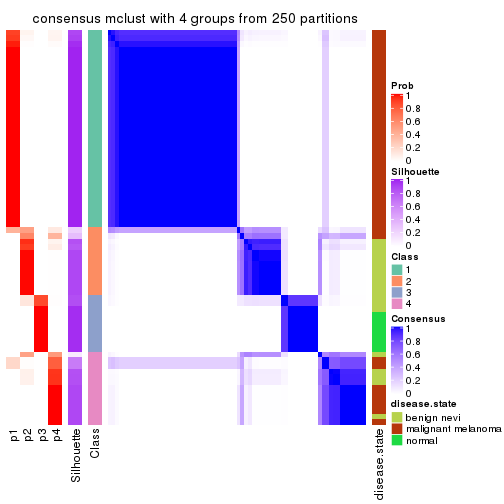 consensus mclust with 4 groups from 250 partitions
Prob
1
0.8
0.6
0.4
0.2
0
Silhouette
1
0.8
0.6
0.4
0.2
0
Class
1
2
3
4
Consensus
1
0.8
0.6
0.4
0.2
0
disease.state
benign nevi
malignant melanoma
normal
p1
p2
p3
p4
Silhouette
Class
disease.state